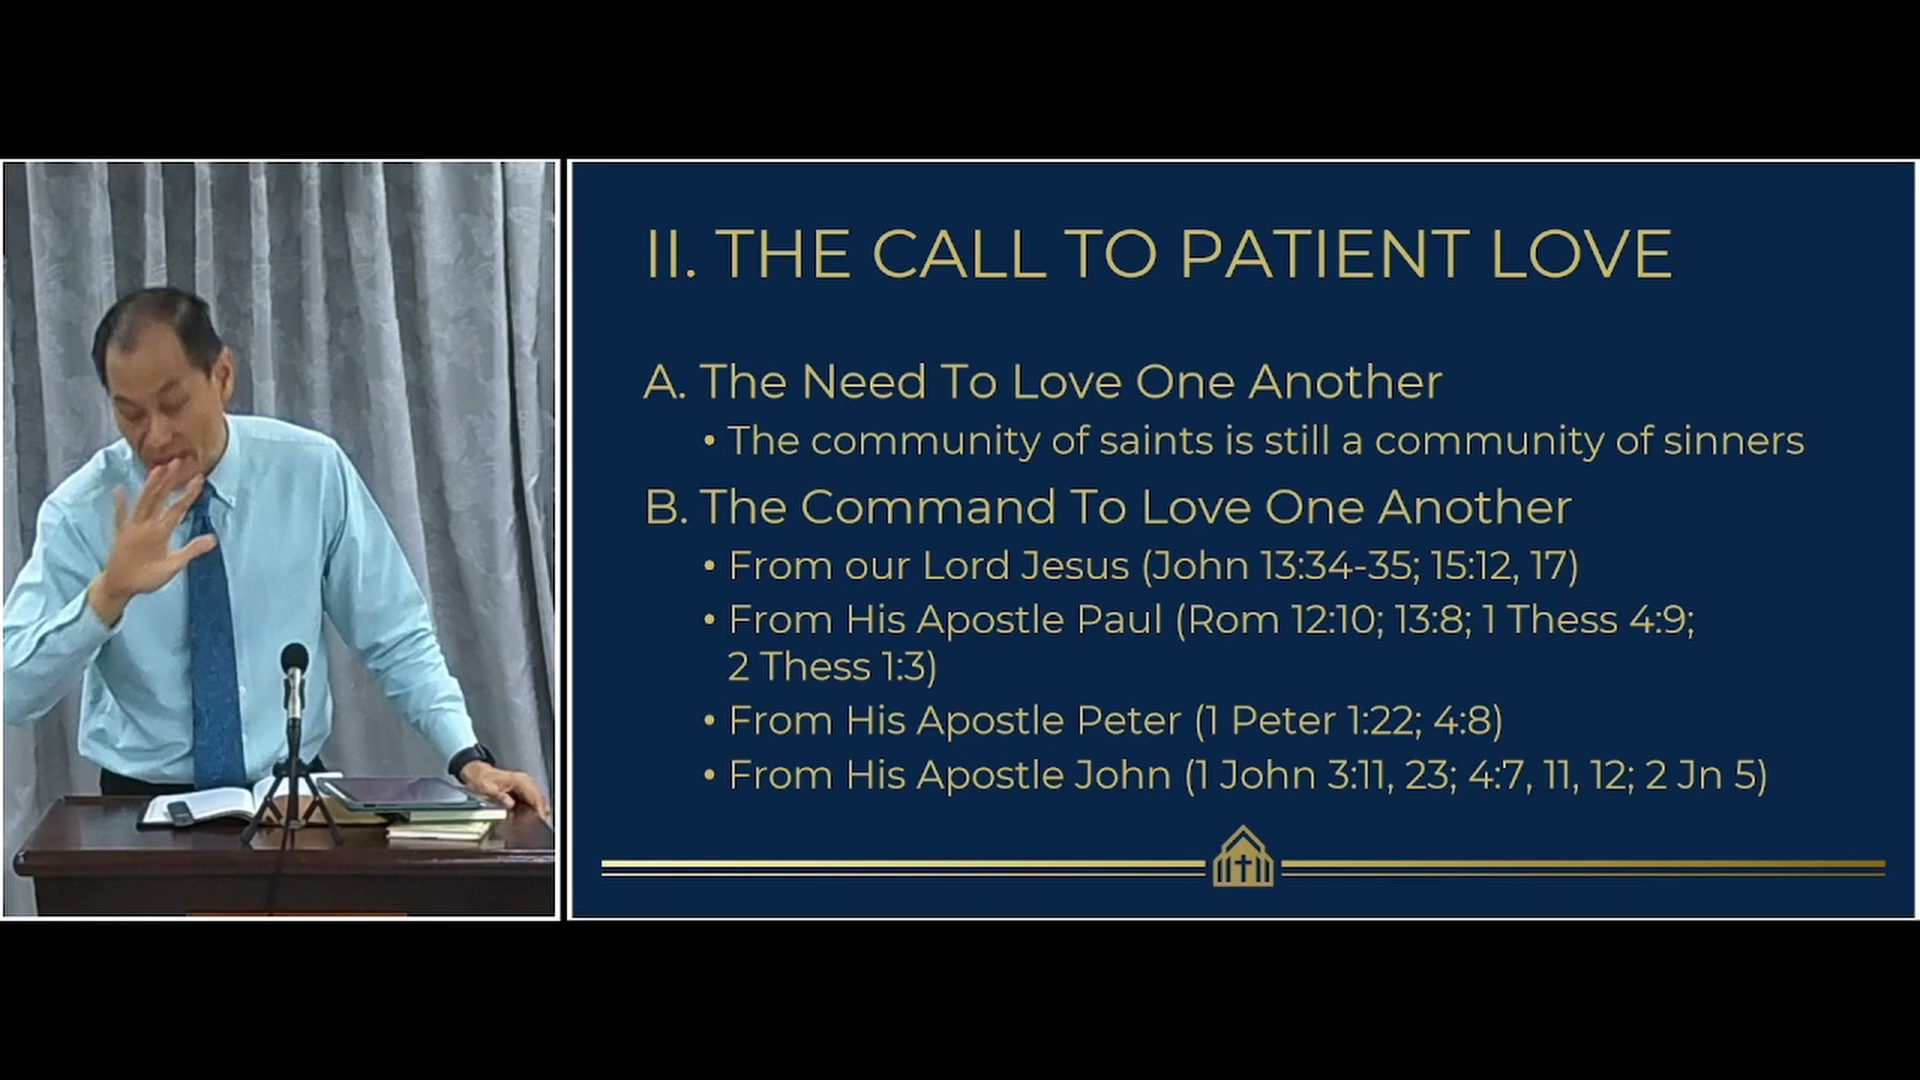 II. THE CALL TO PATIENT LOVE
A. The Need To Love One Another
• The community of saints is still a community of sinners
B. The Command To Love One Another
• From our Lord Jesus (John 13:34-35; 15:12, 17)
• From His Apostle Paul (Rom 12:10; 13:8; 1 Thess 4:9;
2 Thess 1:3)
• From His Apostle Peter (1 Peter 1:22; 4:8)
• From His Apostle John (1 John 3:11, 23; 4:7, 11, 12; 2 Jn 5)